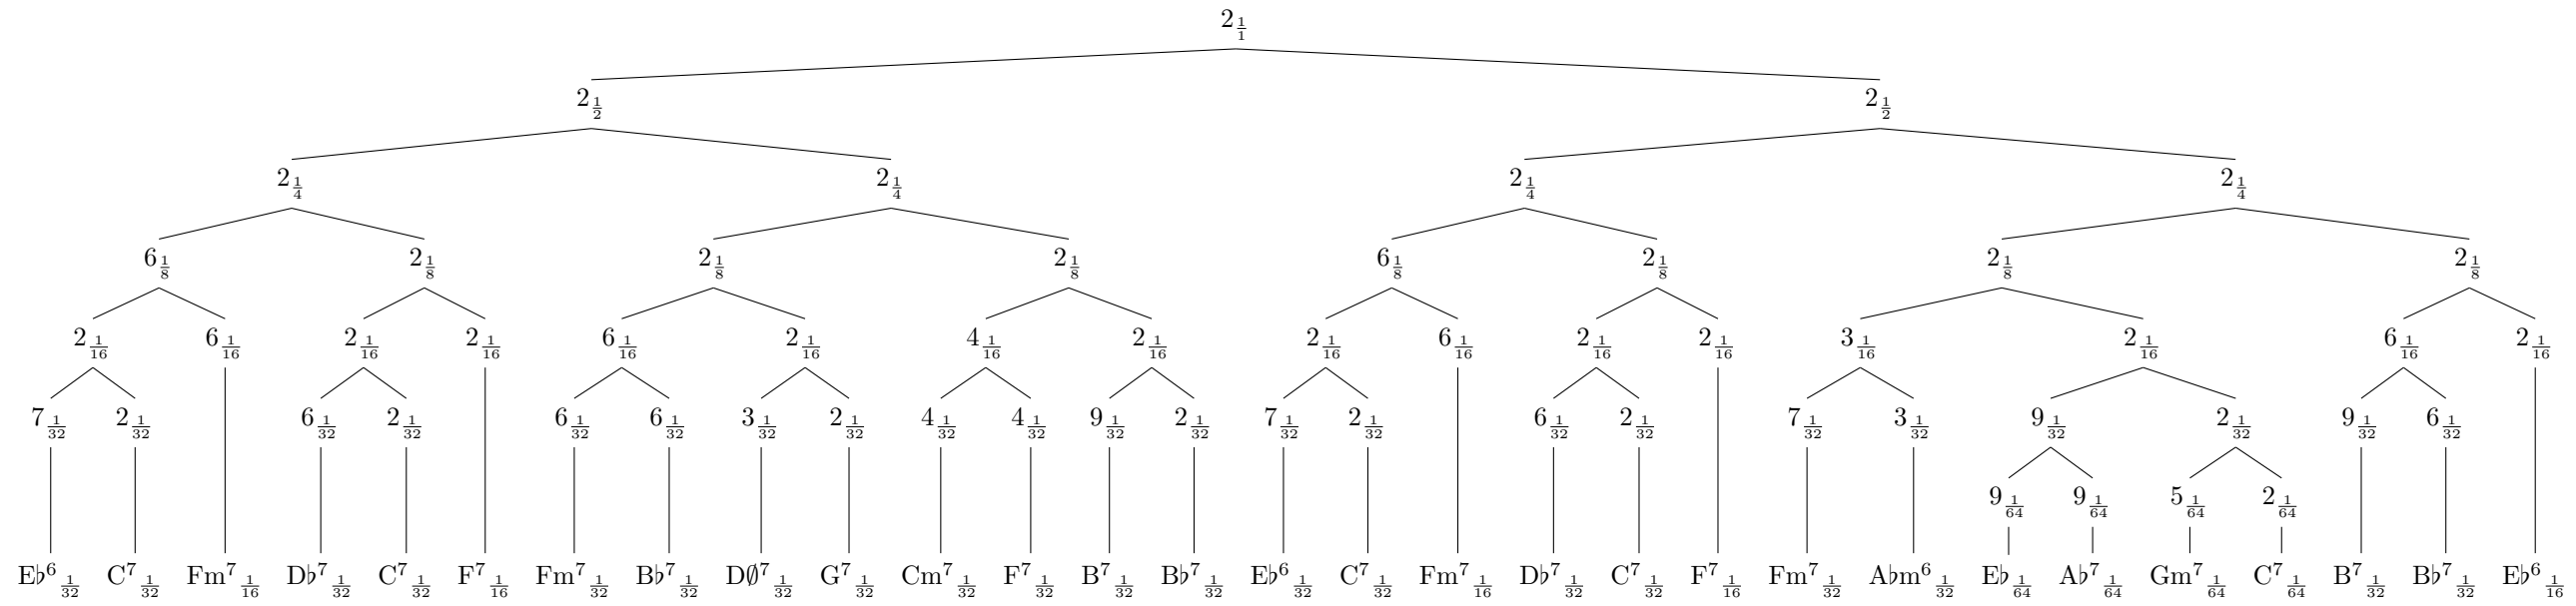 2 1/1
2 1/2 2 1/2
2 1/4 2 1/4 2 1/4 2 1/4
6 1/8 2 1/8 2 1/8 2 1/8 6 1/8 2 1/8 2 1/8 2 1/8
2 1/16 6 1/16 2 1/16 2 1/16 6 1/16 2 1/16 4 1/16 2 1/16 2 1/16 6 1/16 2 1/16 2 1/16 3 1/16 2 1/16 6 1/16 2 1/16
7 1/32 2 1/32 6 1/32 2 1/32 6 1/32 6 1/32 3 1/32 2 1/32 4 1/32 4 1/32 9 1/32 2 1/32 7 1/32 2 1/32 6 1/32 2 1/32 7 1/32 3 1/32 9 1/32 2 1/32 9 1/32 6 1/32
9 1/64 9 1/64 5 1/64 2 1/64
E♭⁶ 1/32 C⁷ 1/32 Fm⁷ 1/16 D♭⁷ 1/32 C⁷ 1/32 F⁷ 1/16 Fm⁷ 1/32 B♭⁷ 1/32 D∅⁷ 1/32 G⁷ 1/32 Cm⁷ 1/32 F⁷ 1/32 B⁷ 1/32 B♭⁷ 1/32 E♭⁶ 1/32 C⁷ 1/32 Fm⁷ 1/16 D♭⁷ 1/32 C⁷ 1/32 F⁷ 1/16 Fm⁷ 1/32 A♭m⁶ 1/32 E♭ 1/64 A♭⁷ 1/64 Gm⁷ 1/64 C⁷ 1/64 B⁷ 1/32 B♭⁷ 1/32 E♭⁶ 1/16